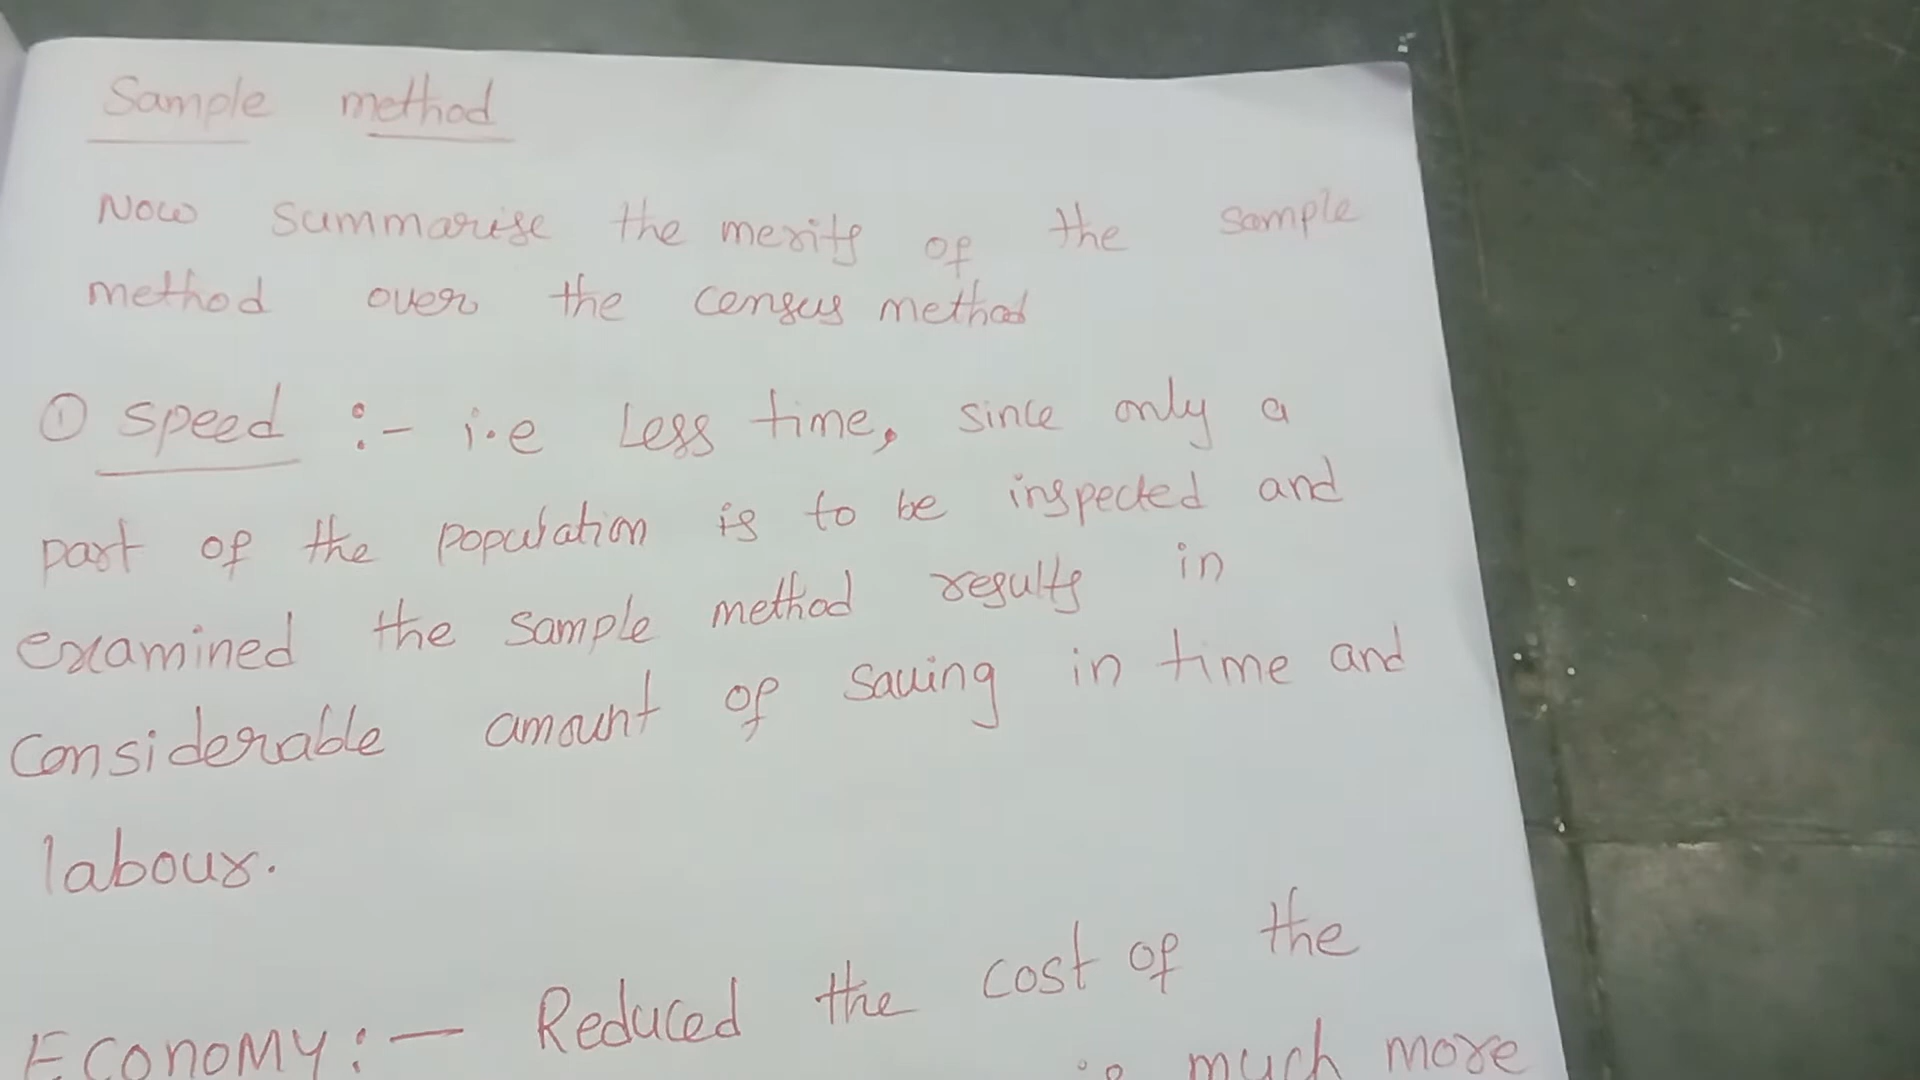 Sample method
Now summarise the merits of the sample
method over the census method
① speed :- i.e Less time, since only a
part of the population is to be inspected and
examined the sample method results in
considerable amount of saving in time and
labour.
ECONOMY :- Reduced the cost of the
much more